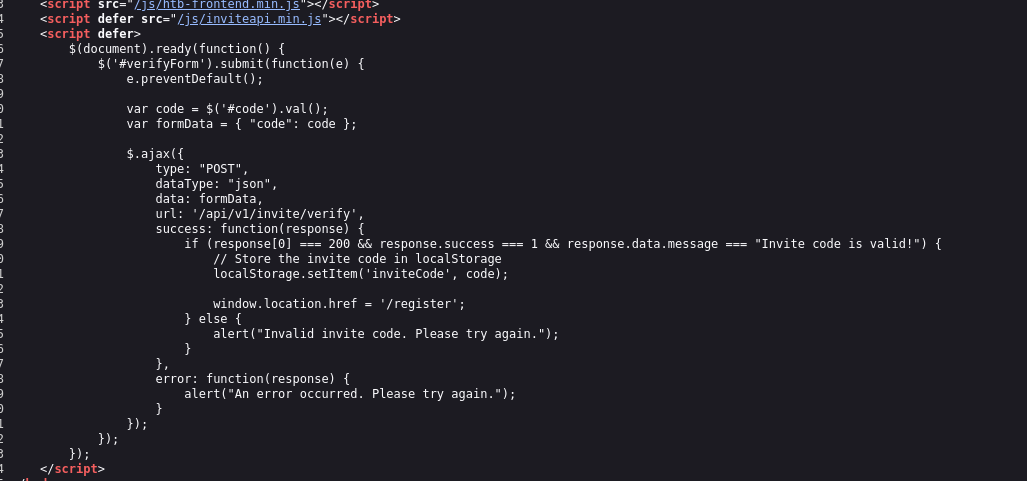 3    <script src="/js/htb-frontend.min.js"></script>
4    <script defer src="/js/inviteapi.min.js"></script>
5    <script defer>
6        $(document).ready(function() {
7            $('#verifyForm').submit(function(e) {
8                e.preventDefault();
9
0                var code = $('#code').val();
1                var formData = { "code": code };
2
3                $.ajax({
4                    type: "POST",
5                    dataType: "json",
6                    data: formData,
7                    url: '/api/v1/invite/verify',
8                    success: function(response) {
9                        if (response[0] === 200 && response.success === 1 && response.data.message === "Invite code is valid!") {
0                            // Store the invite code in localStorage
1                            localStorage.setItem('inviteCode', code);
2
3                            window.location.href = '/register';
4                        } else {
5                            alert("Invalid invite code. Please try again.");
6                        }
7                    },
8                    error: function(response) {
9                        alert("An error occurred. Please try again.");
0                    }
1                });
2            });
3        });
4    </script>